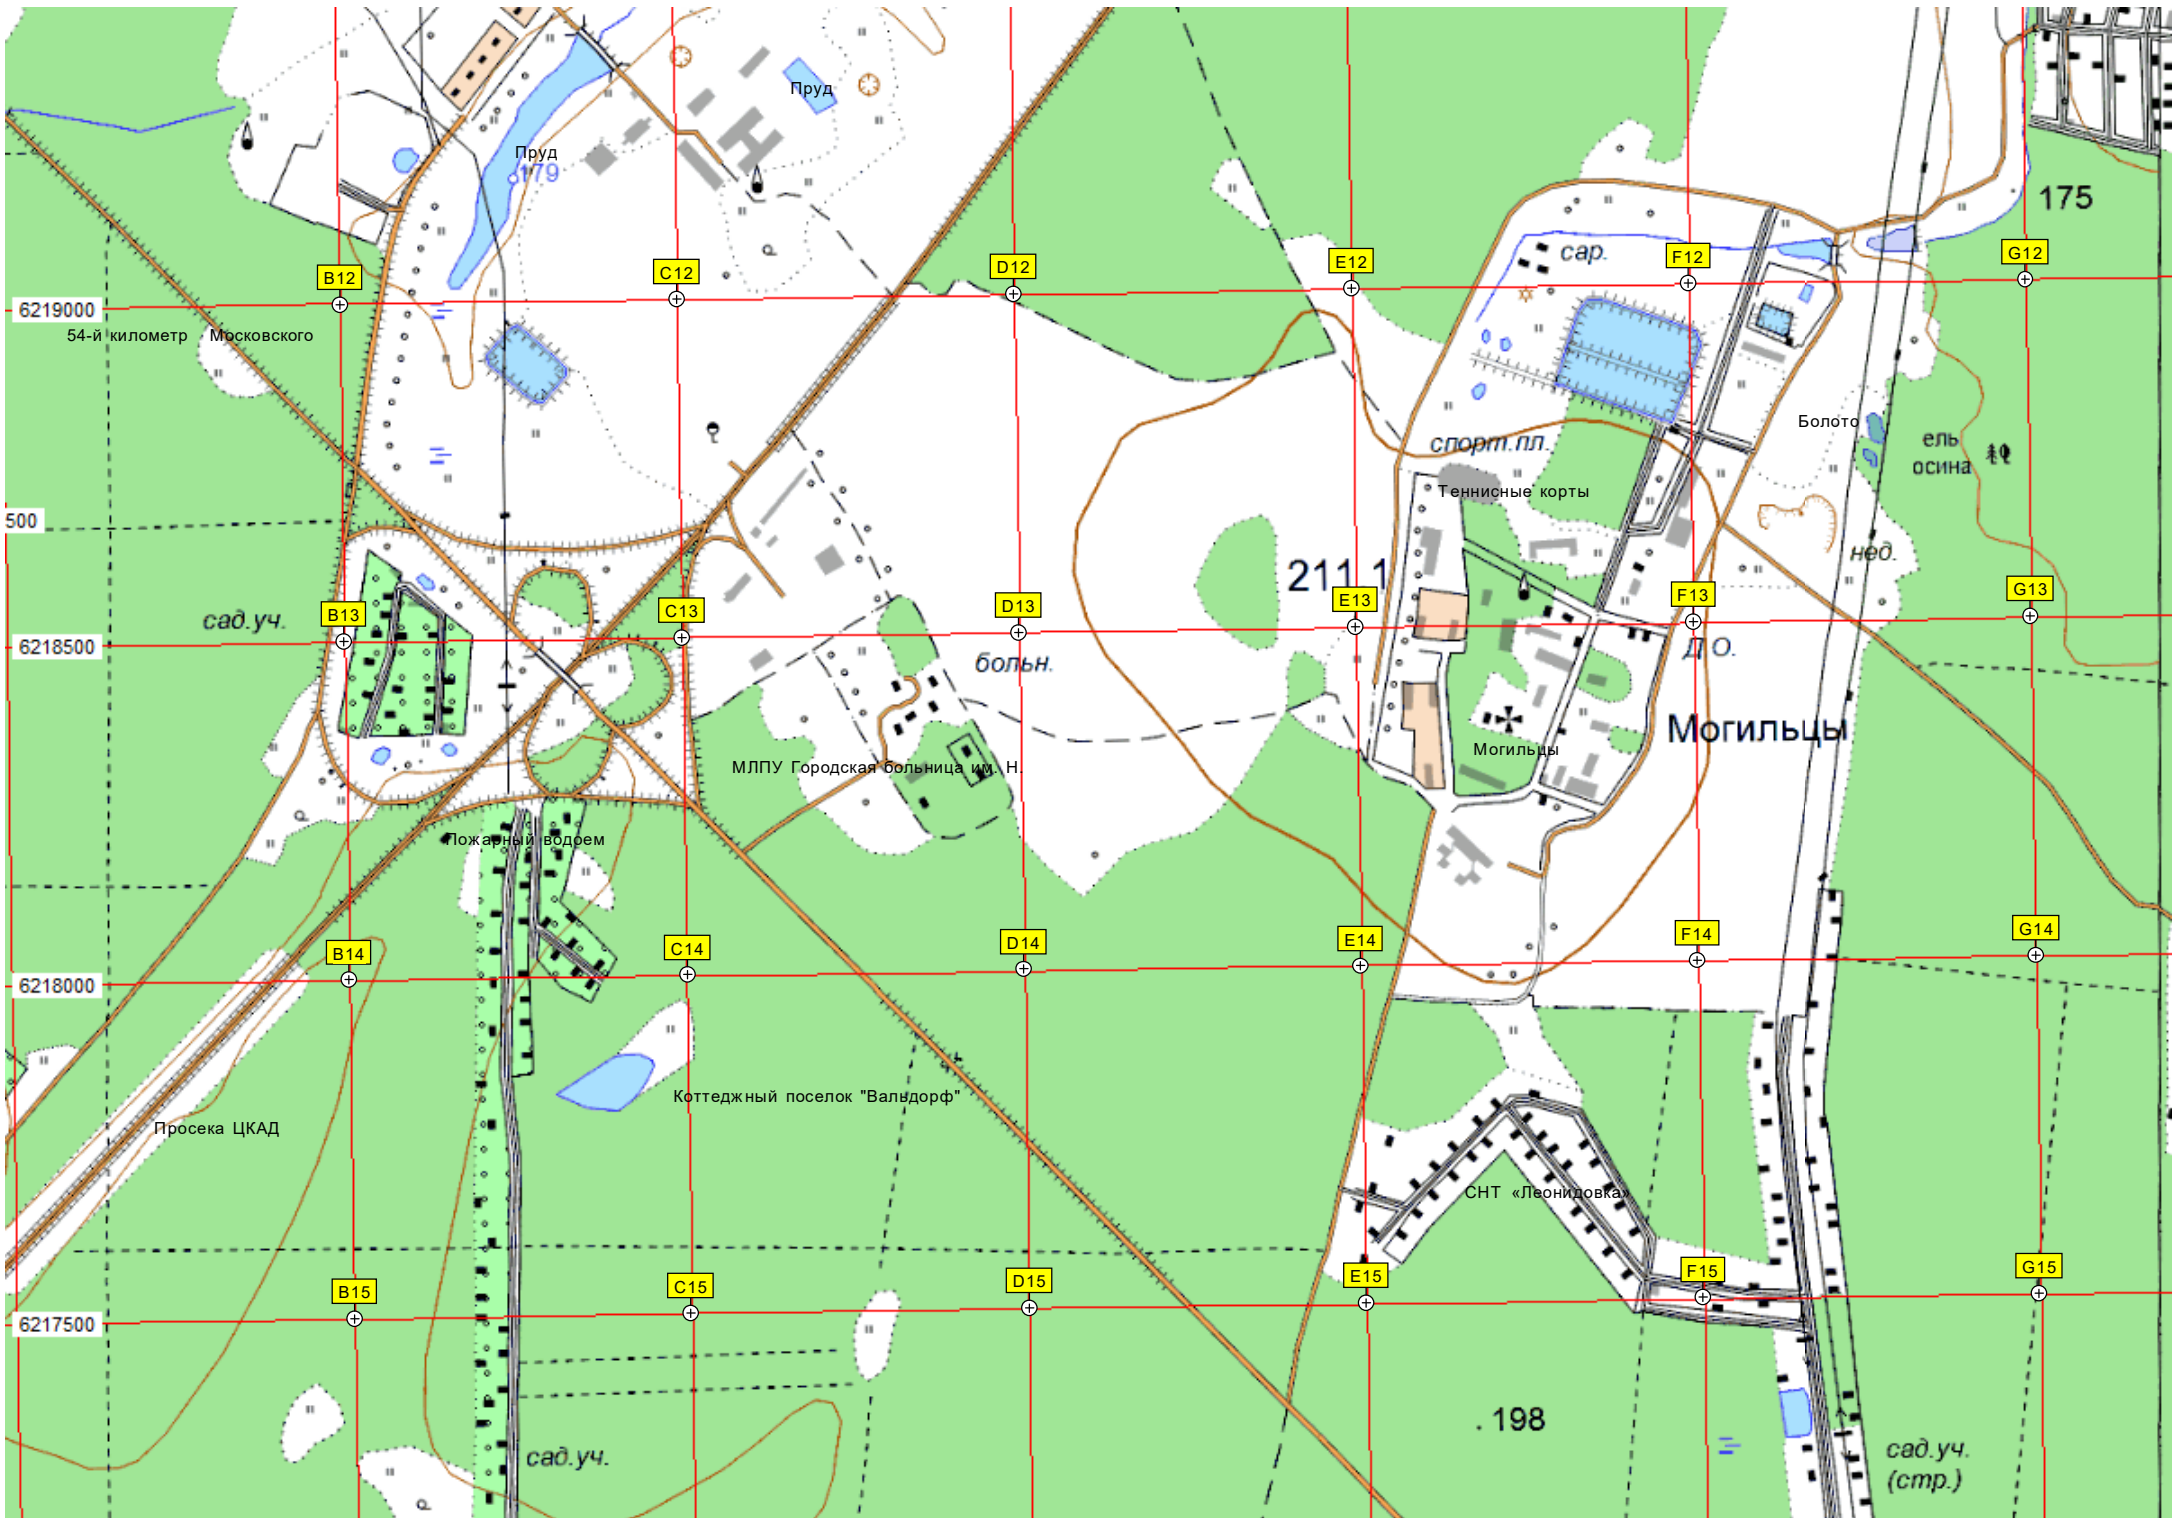 Пруд
Пруд
179
175
сар.
B12
C12
D12
E12
F12
G12
6219000
54-й километр Московского
Болото
ель
осина
спорт.пл.
Теннисные корты
500
нед.
211.1
B13
C13
D13
E13
F13
G13
сад.уч.
6218500
больн.
Д.О.
Могильцы
Могильцы
МЛПУ Городская больница им. Н.
Пожарный водоем
B14
C14
D14
E14
F14
G14
6218000
Коттеджный поселок "Вальдорф"
Просека ЦКАД
СНТ «Леонидовка»
B15
C15
D15
E15
F15
G15
6217500
198
сад.уч.
сад.уч.
(стр.)